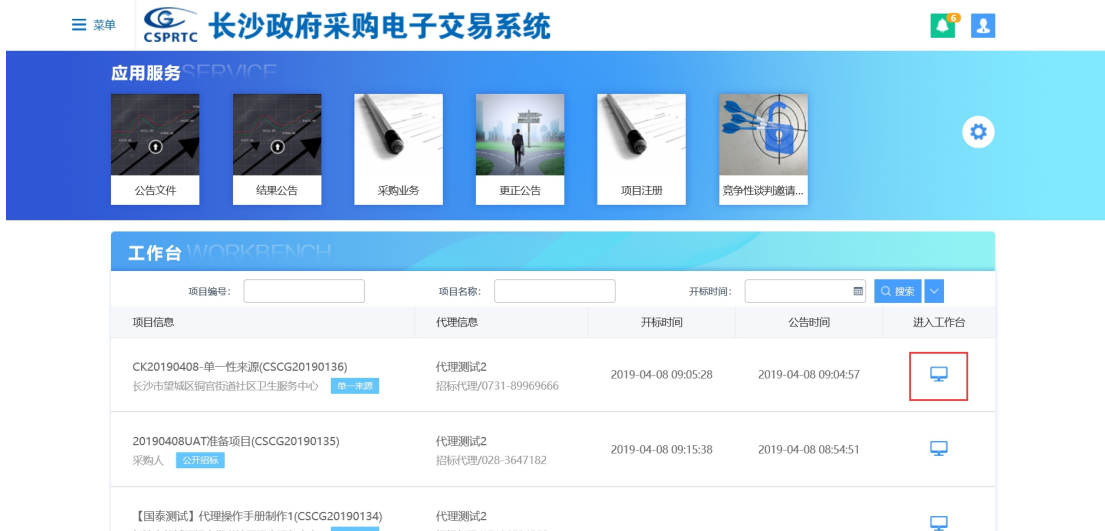 菜单
CSPRTC
长沙政府采购电子交易系统
6
应用服务SERVICE
公告文件
结果公告
采购业务
更正公告
项目注册
竞争性谈判邀请...
工作台 WORKBENCH
项目编号： 项目名称： 开标时间： 搜索
项目信息 代理信息 开标时间 公告时间 进入工作台
CK20190408-单一性来源(CSCG20190136) 代理测试2
2019-04-08 09:05:28 2019-04-08 09:04:57
长沙市望城区铜官街道社区卫生服务中心 单一来源 招标代理/0731-89969666
20190408UAT准备项目(CSCG20190135) 代理测试2
2019-04-08 09:15:38 2019-04-08 08:54:51
采购人 公开招标 招标代理/028-3647182
【国泰测试】代理操作手册制作1(CSCG20190134) 代理测试2